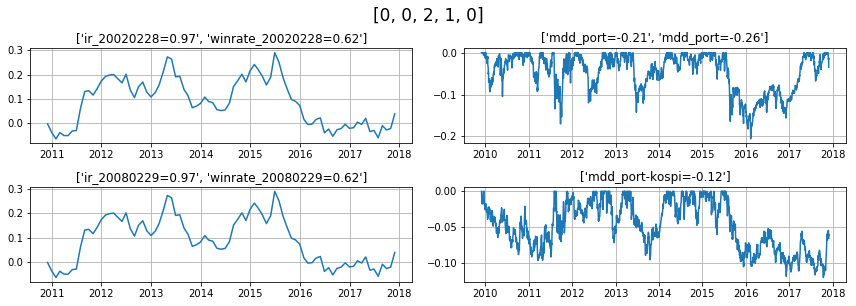 [0, 0, 2, 1, 0]
['ir_20020228=0.97', 'winrate_20020228=0.62']
0.3
0.2
0.1
0.0
2011 2012 2013 2014 2015 2016 2017 2018
['mdd_port=-0.21', 'mdd_port=-0.26']
0.0
−0.1
−0.2
2010 2011 2012 2013 2014 2015 2016 2017 2018
['ir_20080229=0.97', 'winrate_20080229=0.62']
0.3
0.2
0.1
0.0
2011 2012 2013 2014 2015 2016 2017 2018
['mdd_port-kospi=-0.12']
0.00
−0.05
−0.10
2010 2011 2012 2013 2014 2015 2016 2017 2018